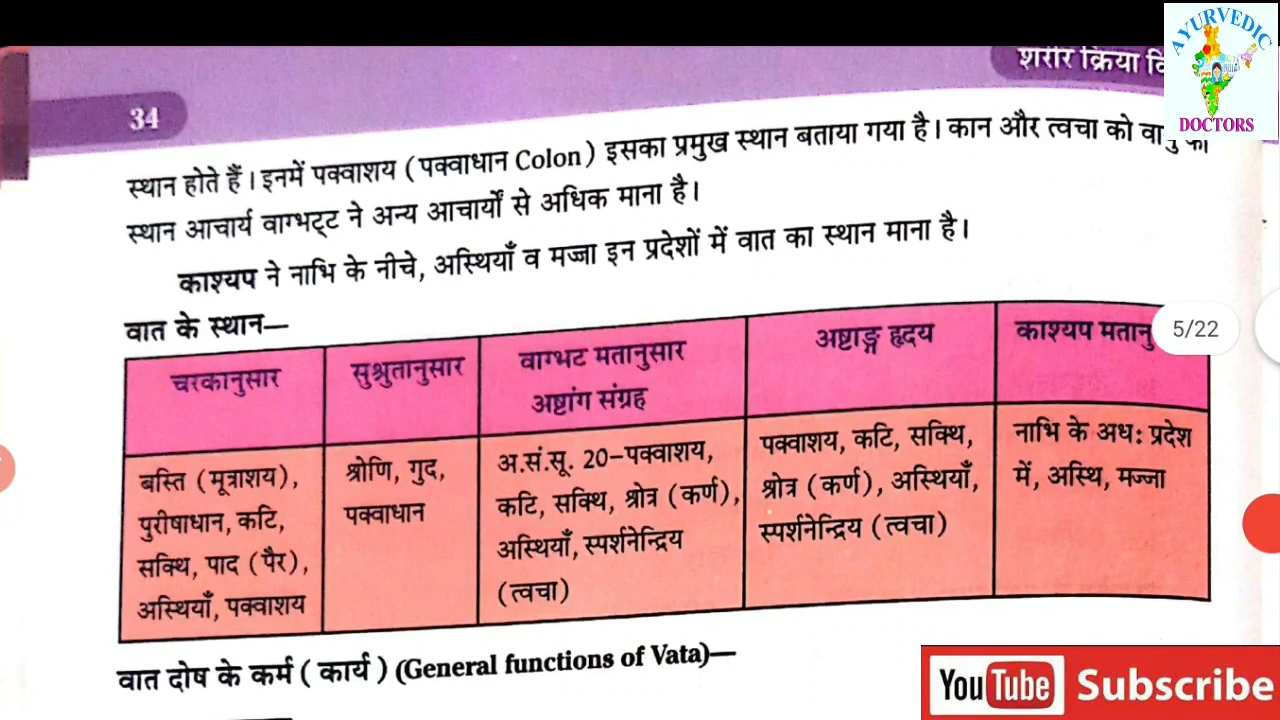 AYURVEDIC
DOCTORS
शरीर क्रिया
34
स्थान होते हैं। इनमें पक्वाशय (पक्वाधान Colon) इसका प्रमुख स्थान बताया गया है। कान और त्वचा को वायु का
स्थान आचार्य वाग्भट्ट ने अन्य आचार्यों से अधिक माना है।
काश्यप ने नाभि के नीचे, अस्थियाँ व मज्जा इन प्रदेशों में वात का स्थान माना है।
वात के स्थान—
5/22
चरकानुसार
बस्ति (मूत्राशय),
पुरीषाधान, कटि,
सक्थि, पाद (पैर),
अस्थियाँ, पक्वाशय
सुश्रुतानुसार
श्रोणि, गुद,
पक्वाधान
वाग्भट मतानुसार
अष्टांग संग्रह
अ.सं.सू. 20-पक्वाशय,
कटि, सक्थि, श्रोत्र (कर्ण),
अस्थियाँ, स्पर्शनेन्द्रिय
(त्वचा)
अष्टाङ्ग हृदय
पक्वाशय, कटि, सक्थि,
श्रोत्र (कर्ण), अस्थियाँ,
स्पर्शनेन्द्रिय (त्वचा)
काश्यप
नाभि के अध: प्रदेश
में, अस्थि, मज्जा
वात दोष के कर्म (कार्य) (General functions of Vata)—
YouTube Subscribe